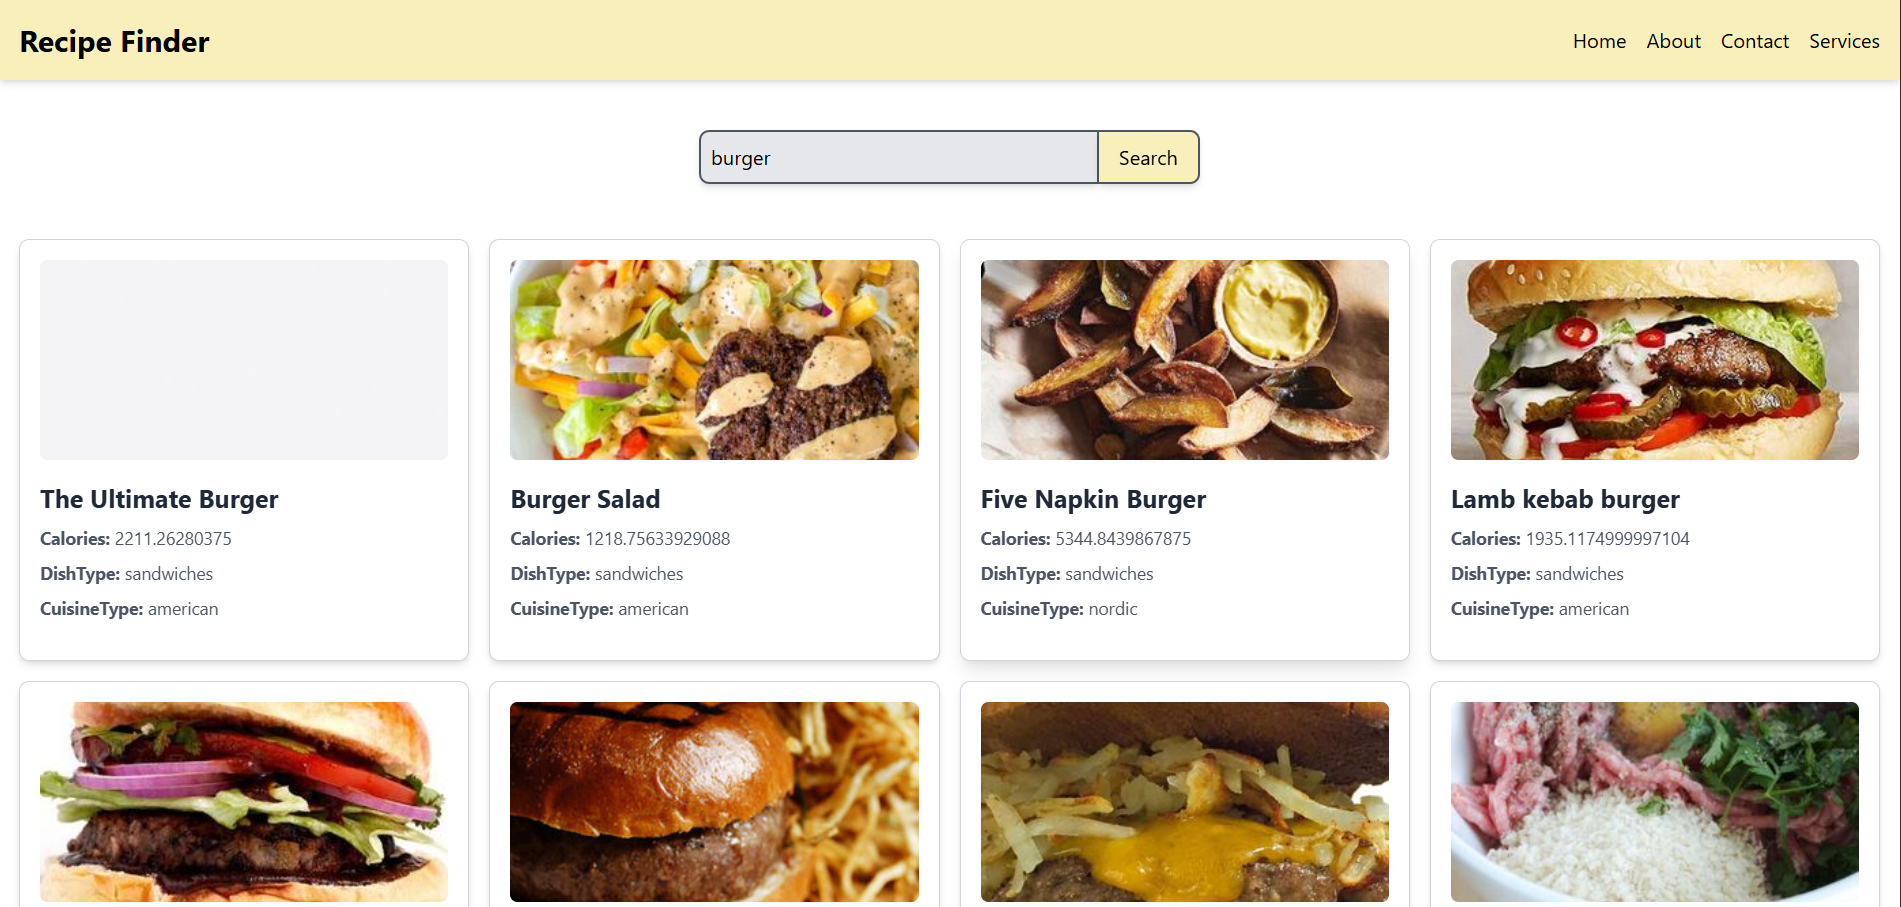 Recipe Finder
Home About Contact Services
burger Search
The Ultimate Burger
Calories: 2211.26280375
DishType: sandwiches
CuisineType: american
Burger Salad
Calories: 1218.75633929088
DishType: sandwiches
CuisineType: american
Five Napkin Burger
Calories: 5344.8439867875
DishType: sandwiches
CuisineType: nordic
Lamb kebab burger
Calories: 1935.1174999997104
DishType: sandwiches
CuisineType: american